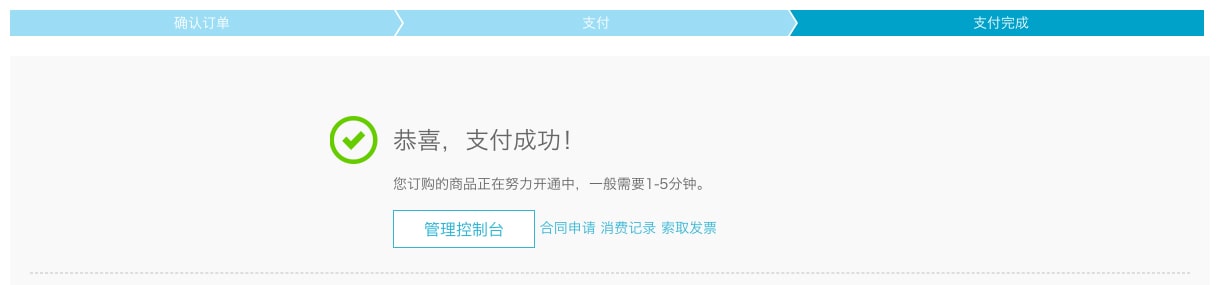 确认订单
支付
支付完成
恭喜，支付成功！
您订购的商品正在努力开通中，一般需要1-5分钟。
管理控制台 合同申请 消费记录 索取发票